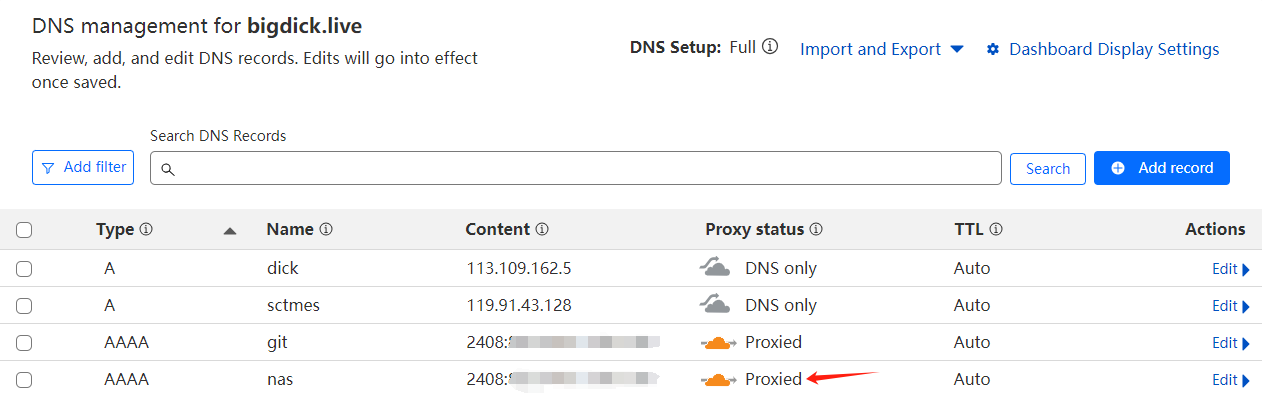 DNS management for bigdick.live
Review, add, and edit DNS records. Edits will go into effect
once saved.
DNS Setup: Full Import and Export Dashboard Display Settings
Search DNS Records
Add filter Search Add record
Type Name Content Proxy status TTL Actions
A dick 113.109.162.5 DNS only Auto Edit
A sctmes 119.91.43.128 DNS only Auto Edit
AAAA git 2408: Proxied Auto Edit
AAAA nas 2408: Proxied Auto Edit